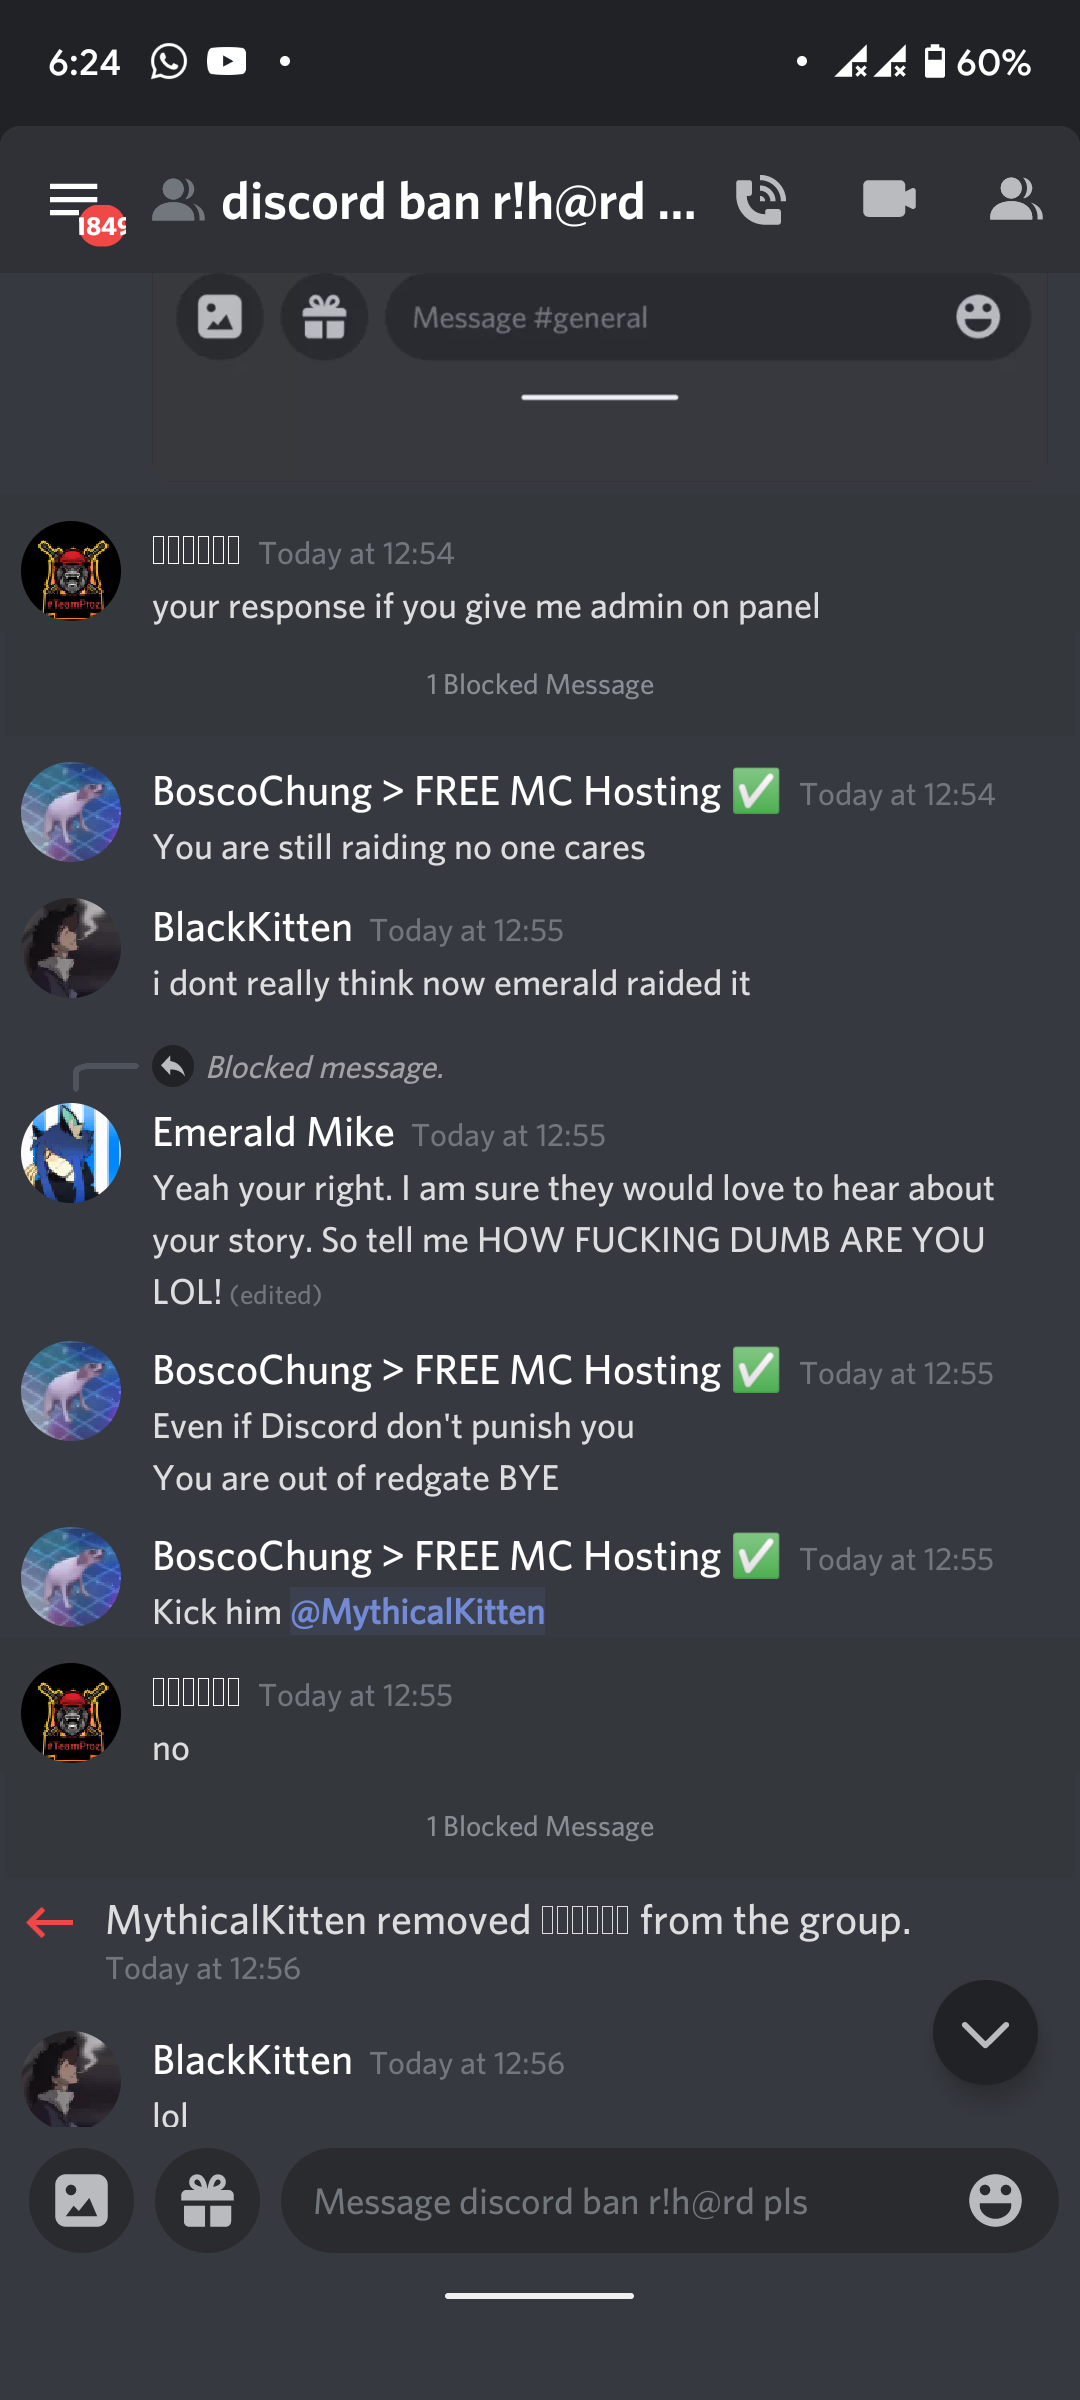 6:24
60%
1849
discord ban r!h@rd ...
Message #general
Today at 12:54
your response if you give me admin on panel
#TeamProzi
1 Blocked Message
BoscoChung > FREE MC Hosting ✅ Today at 12:54
You are still raiding no one cares
BlackKitten Today at 12:55
i dont really think now emerald raided it
Blocked message.
Emerald Mike Today at 12:55
Yeah your right. I am sure they would love to hear about
your story. So tell me HOW FUCKING DUMB ARE YOU
LOL! (edited)
BoscoChung > FREE MC Hosting ✅ Today at 12:55
Even if Discord don't punish you
You are out of redgate BYE
BoscoChung > FREE MC Hosting ✅ Today at 12:55
Kick him @MythicalKitten
Today at 12:55
no
1 Blocked Message
MythicalKitten removed from the group.
Today at 12:56
BlackKitten Today at 12:56
lol
Message discord ban r!h@rd pls